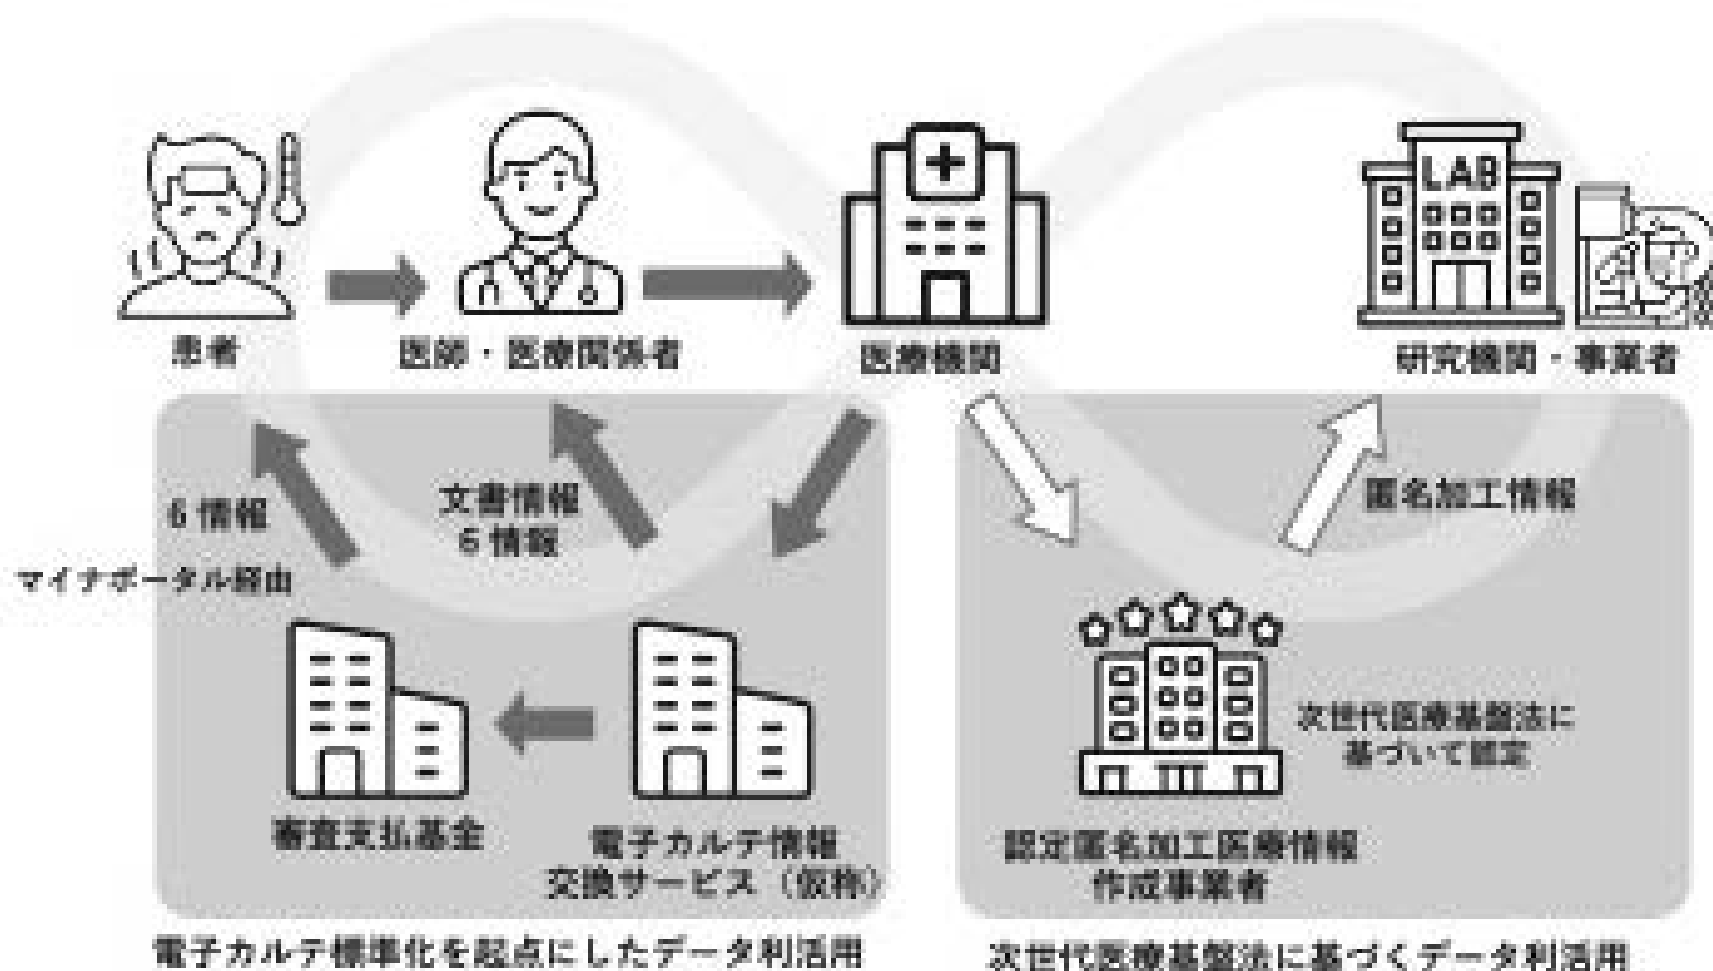 LAB
患者
医師・医療関係者
医療機関
研究機関・事業者
6情報
マイナポータル経由
文書情報
6情報
匿名加工情報
審査支払基金
電子カルテ情報
交換サービス（仮称）
次世代医療基盤法に
基づいて認定
認定匿名加工医療情報
作成事業者
電子カルテ標準化を起点にしたデータ利活用
次世代医療基盤法に基づくデータ利活用